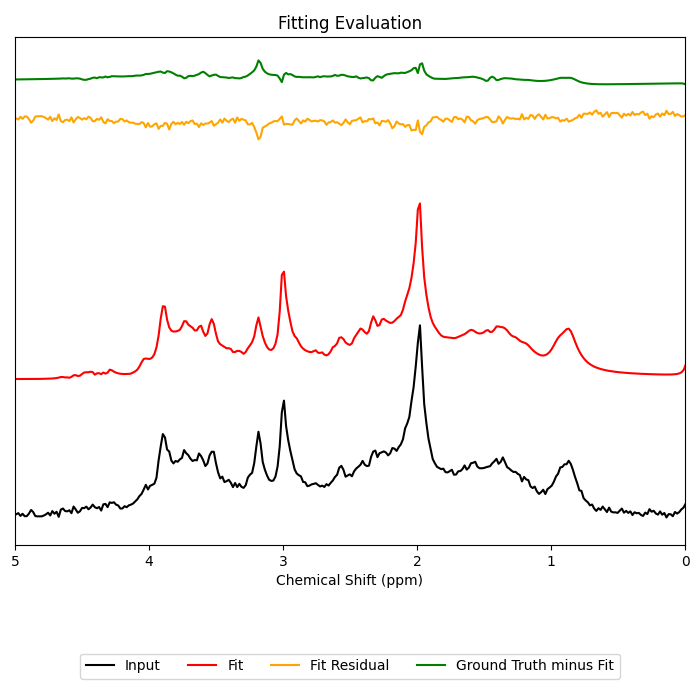 Fitting Evaluation
5 4 3 2 1 0
Chemical Shift (ppm)
Input Fit Fit Residual Ground Truth minus Fit